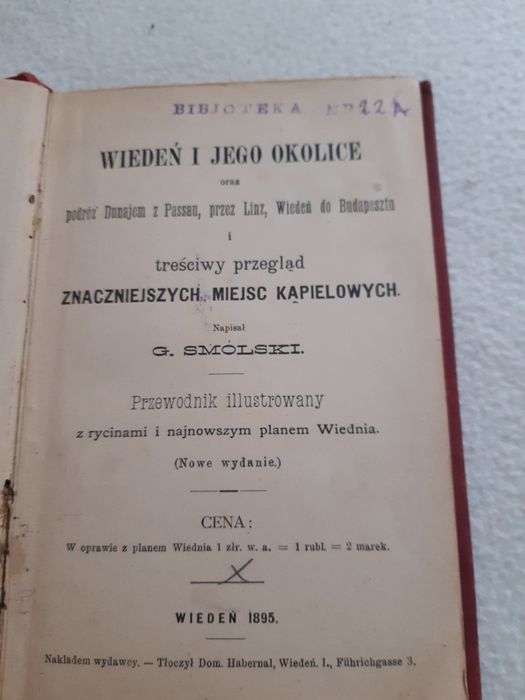 BIBJOTEKA NR 22A
WIEDEŃ I JEGO OKOLICE
oraz
podróż Dunajem z Passau, przez Linz, Wiedeń do Budapesztu
i
treściwy przegląd
ZNACZNIEJSZYCH MIEJSC KĄPIELOWYCH.
Napisał
G. SMÓLSKI.
Przewodnik illustrowany
z rycinami i najnowszym planem Wiednia.
(Nowe wydanie.)
CENA:
W oprawie z planem Wiednia 1 złr. w. a. = 1 rubl. = 2 marek.
X
WIEDEŃ 1895.
Nakładem wydawcy. — Tłoczył Dom. Habernal, Wiedeń. I., Führichgasse 3.